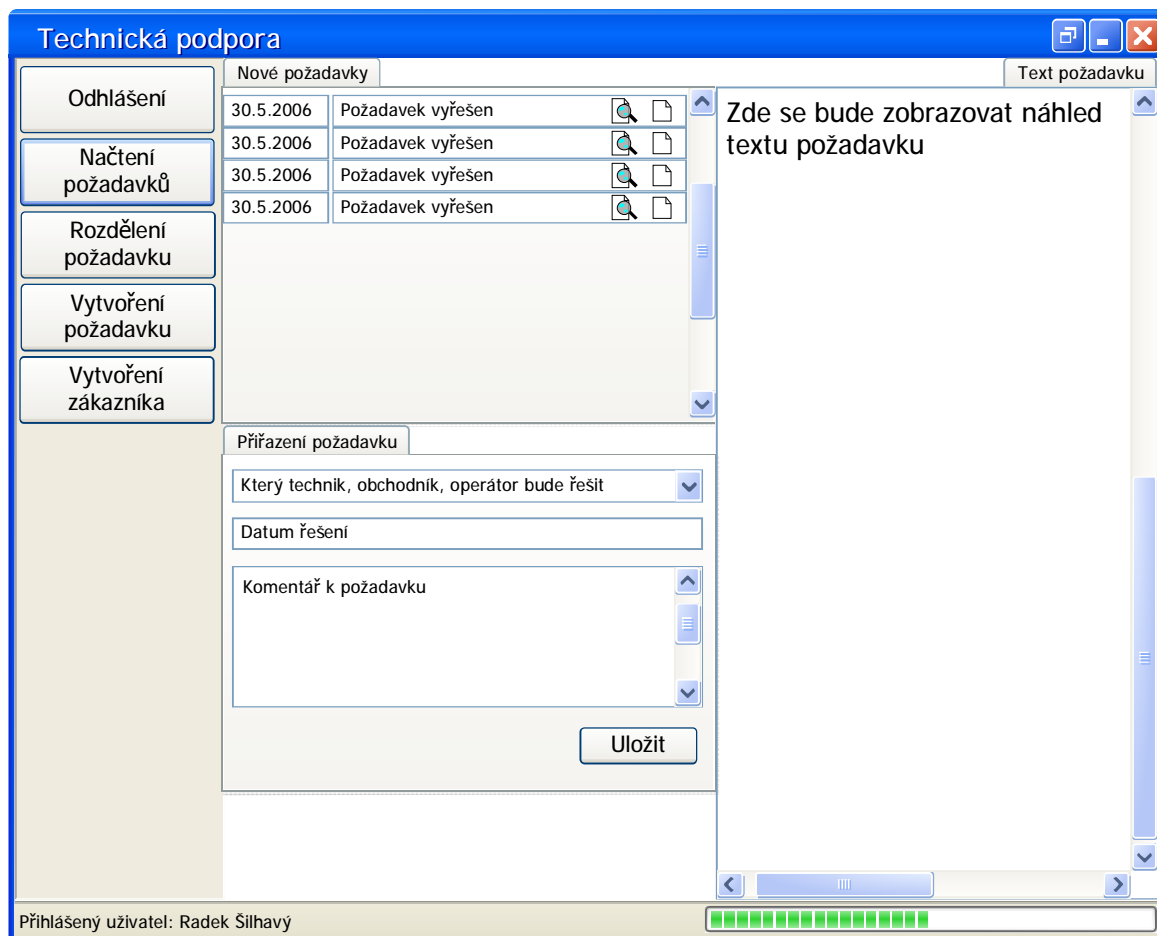 Technická podpora
Odhlášení
Načtení
požadavků
Rozdělení
požadavku
Vytvoření
požadavku
Vytvoření
zákazníka
Nové požadavky
30.5.2006 Požadavek vyřešen
30.5.2006 Požadavek vyřešen
30.5.2006 Požadavek vyřešen
30.5.2006 Požadavek vyřešen
Přiřazení požadavku
Který technik, obchodník, operátor bude řešit
Datum řešení
Komentář k požadavku
Uložit
Text požadavku
Zde se bude zobrazovat náhled
textu požadavku
Přihlášený uživatel: Radek Šilhavý